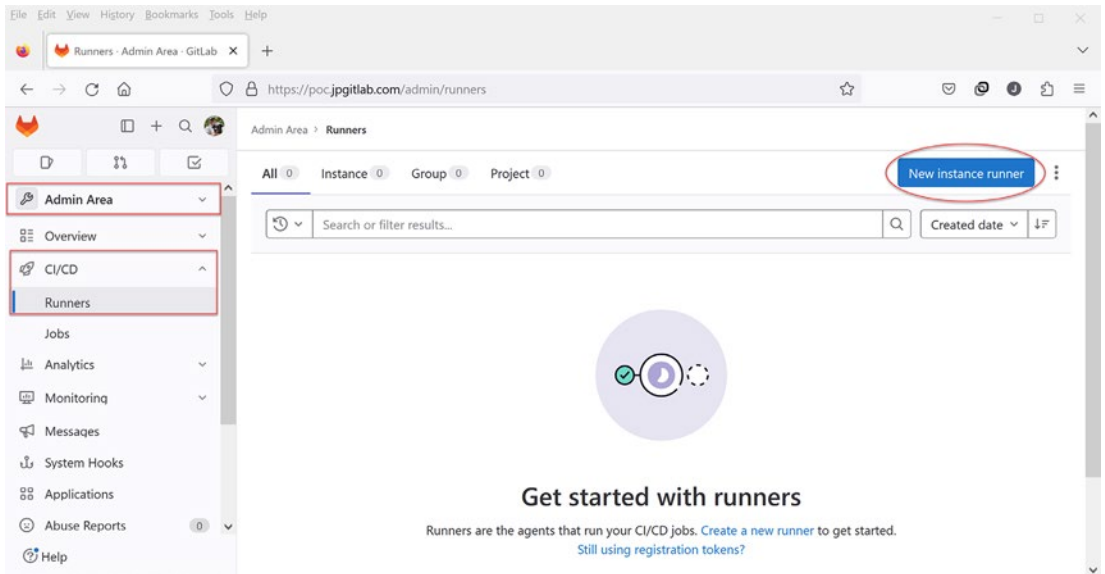 File Edit View History Bookmarks Tools Help
Runners · Admin Area · GitLab
https://poc.jpgitlab.com/admin/runners
J
Admin Area
Overview
CI/CD
Runners
Jobs
Analytics
Monitoring
Messages
System Hooks
Applications
Abuse Reports 0
Help
Admin Area > Runners
All 0 Instance 0 Group 0 Project 0 New instance runner
Search or filter results... Created date
Get started with runners
Runners are the agents that run your CI/CD jobs. Create a new runner to get started.
Still using registration tokens?